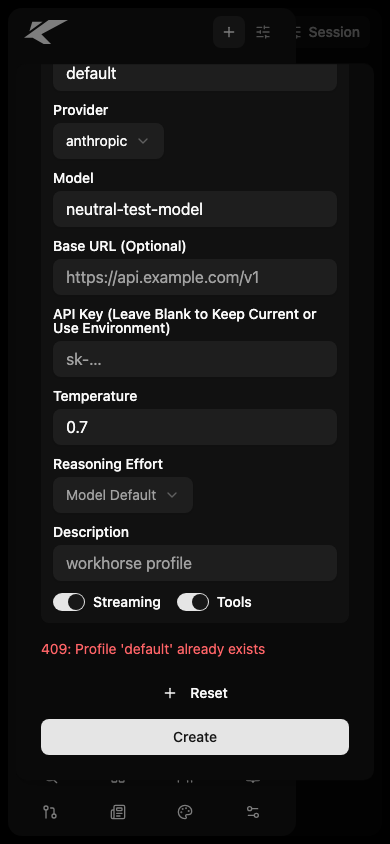 Session
default
Provider
anthropic
Model
neutral-test-model
Base URL (Optional)
https://api.example.com/v1
API Key (Leave Blank to Keep Current or
Use Environment)
sk-...
Temperature
0.7
Reasoning Effort
Model Default
Description
workhorse profile
Streaming
Tools
409: Profile 'default' already exists
Reset
Create